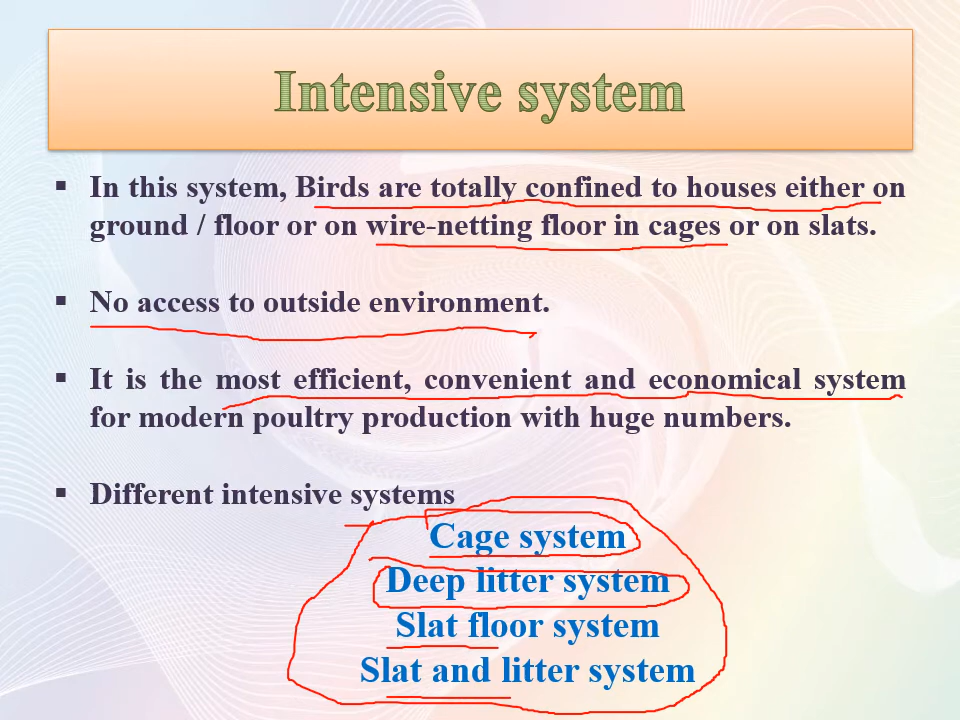 Intensive system
▪ In this system, Birds are totally confined to houses either on
ground / floor or on wire-netting floor in cages or on slats.
▪ No access to outside environment.
▪ It is the most efficient, convenient and economical system
for modern poultry production with huge numbers.
▪ Different intensive systems
Cage system
Deep litter system
Slat floor system
Slat and litter system